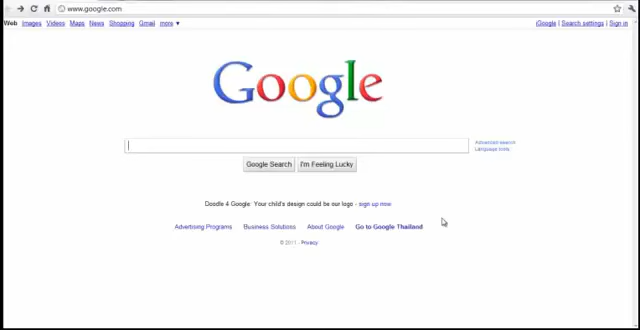 www.google.com
Web Images Videos Maps News Shopping Gmail more ▼ iGoogle | Search settings | Sign in
Google
Advanced search
Language tools
Google Search I'm Feeling Lucky
Doodle 4 Google: Your child's design could be our logo - sign up now
Advertising Programs Business Solutions About Google Go to Google Thailand
© 2011 - Privacy